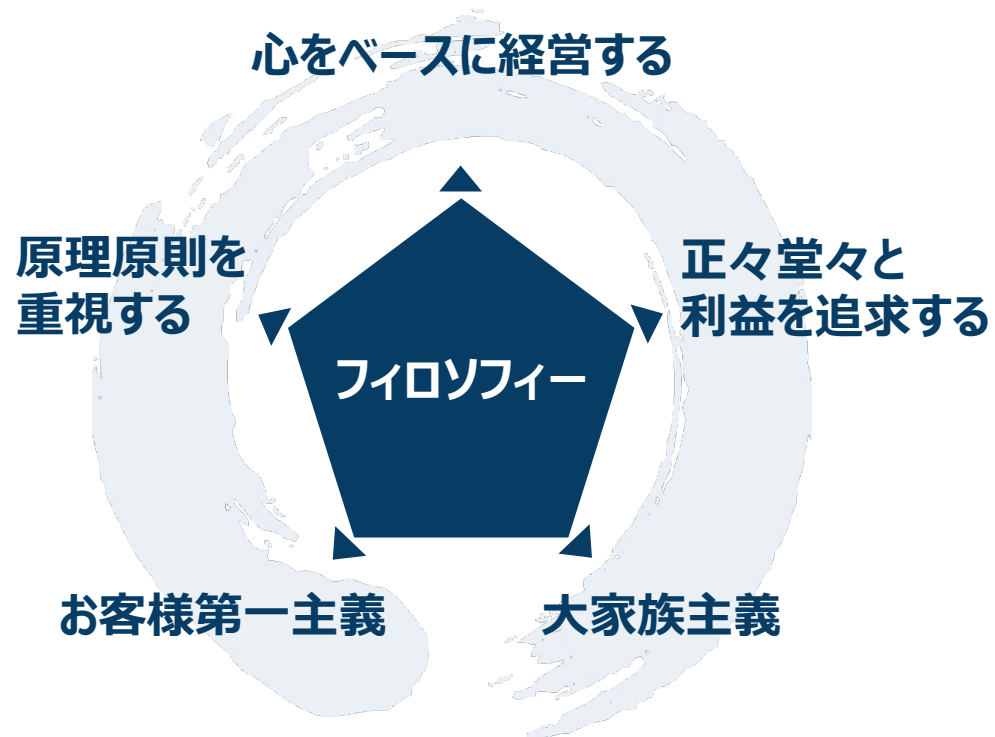 心をベースに経営する
原理原則を
重視する
正々堂々と
利益を追求する
フィロソフィー
お客様第一主義
大家族主義